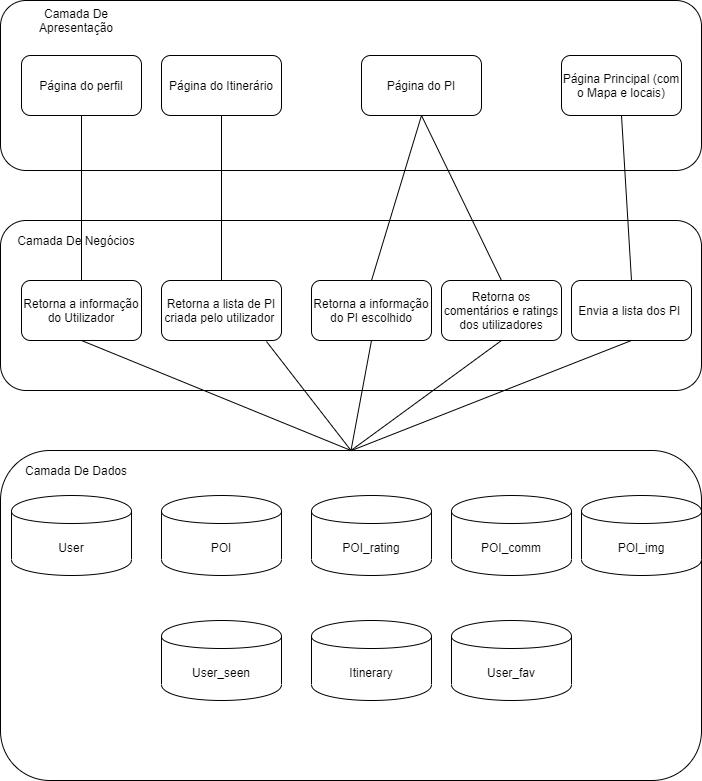 Camada De
Apresentação
Página do perfil
Página do Itinerário
Página do PI
Página Principal (com
o Mapa e locais)
Camada De Negócios
Retorna a informação
do Utilizador
Retorna a lista de PI
criada pelo utilizador
Retorna a informação
do PI escolhido
Retorna os
comentários e ratings
dos utilizadores
Envia a lista dos PI
Camada De Dados
User
POI
POI_rating
POI_comm
POI_img
User_seen
Itinerary
User_fav